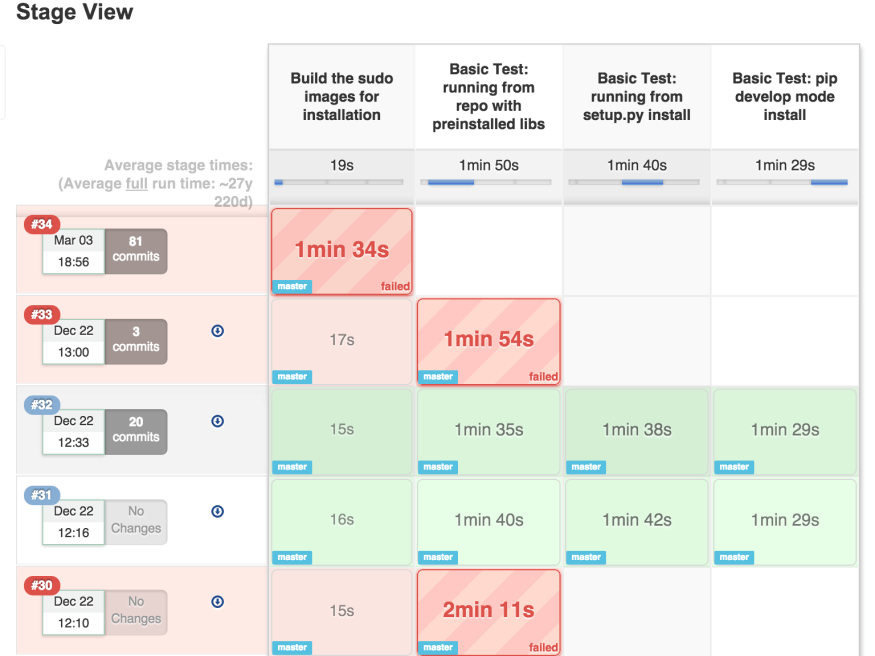 Stage View
Build the sudo
images for
installation
Basic Test:
running from
repo with
preinstalled libs
Basic Test:
running from
setup.py install
Basic Test: pip
develop mode
install
Average stage times:
(Average full run time: ~27y
220d)
19s
1min 50s
1min 40s
1min 29s
#34
Mar 03
18:56
81
commits
1min 34s
master
failed
#33
Dec 22
13:00
3
commits
17s
master
1min 54s
master
failed
#32
Dec 22
12:33
20
commits
15s
master
1min 35s
master
1min 38s
master
1min 29s
master
#31
Dec 22
12:16
No
Changes
16s
master
1min 40s
master
1min 42s
master
1min 29s
master
#30
Dec 22
12:10
No
Changes
15s
master
2min 11s
master
failed